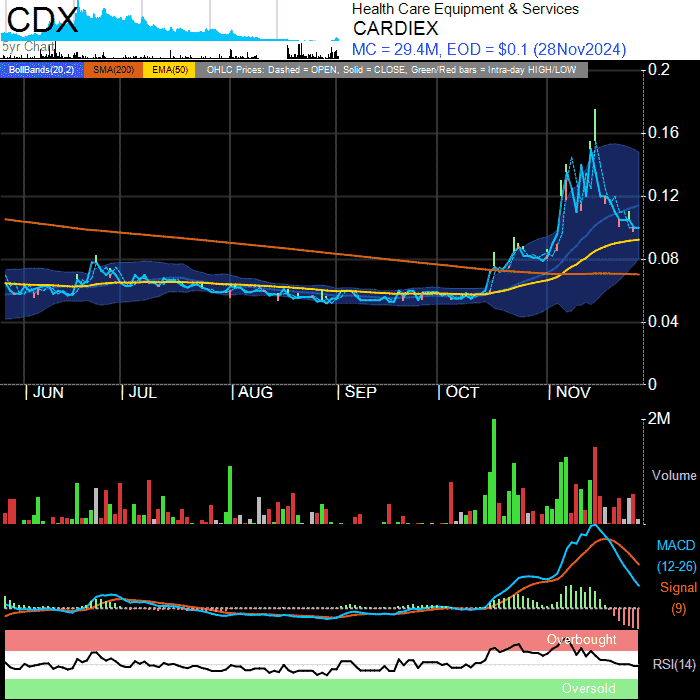 CDX
Health Care Equipment & Services
CARDIEX
MC = 29.4M, EOD = $0.1 (28Nov2024)
5yr Chart
BollBands(20,2) SMA(200) EMA(50) OHLC Prices: Dashed = OPEN, Solid = CLOSE, Green/Red bars = Intra-day HIGH/LOW
0.2
0.16
0.12
0.08
0.04
0
JUN JUL AUG SEP OCT NOV
2M
Volume
MACD
(12-26)
Signal
(9)
Overbought
RSI(14)
Oversold